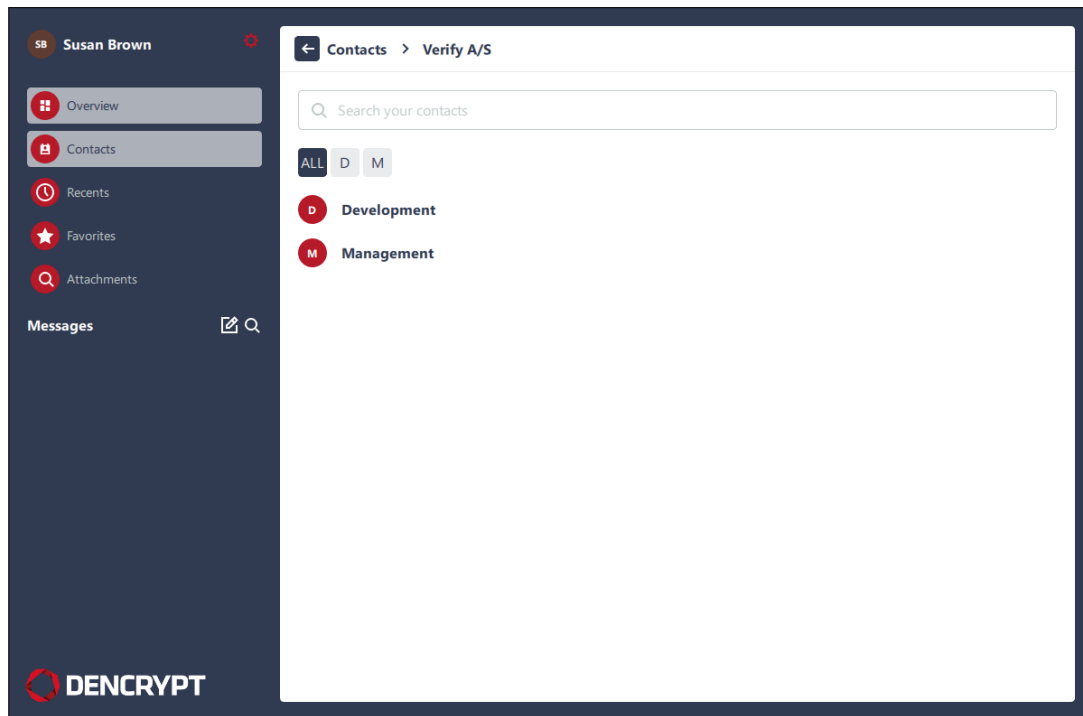 SB Susan Brown
Overview
Contacts
Recents
Favorites
Attachments
Messages
DENCRYPT
Contacts > Verify A/S
Search your contacts
ALL D M
D Development
M Management